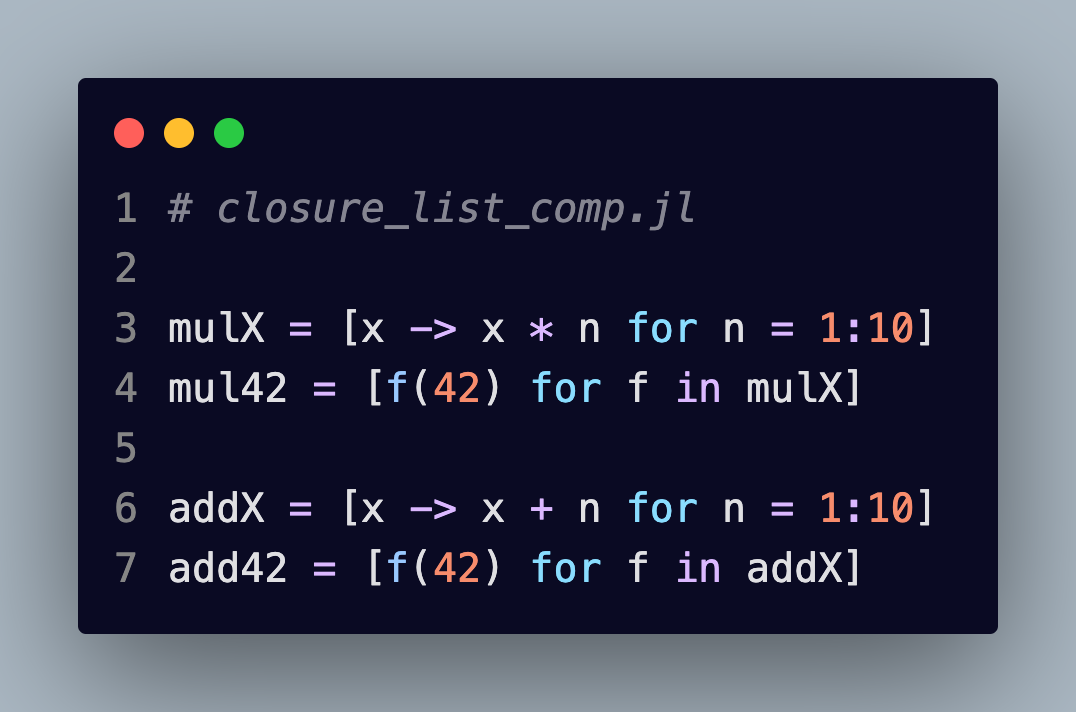 1 # closure_list_comp.jl
2
3 mulX = [x -> x * n for n = 1:10]
4 mul42 = [f(42) for f in mulX]
5
6 addX = [x -> x + n for n = 1:10]
7 add42 = [f(42) for f in addX]